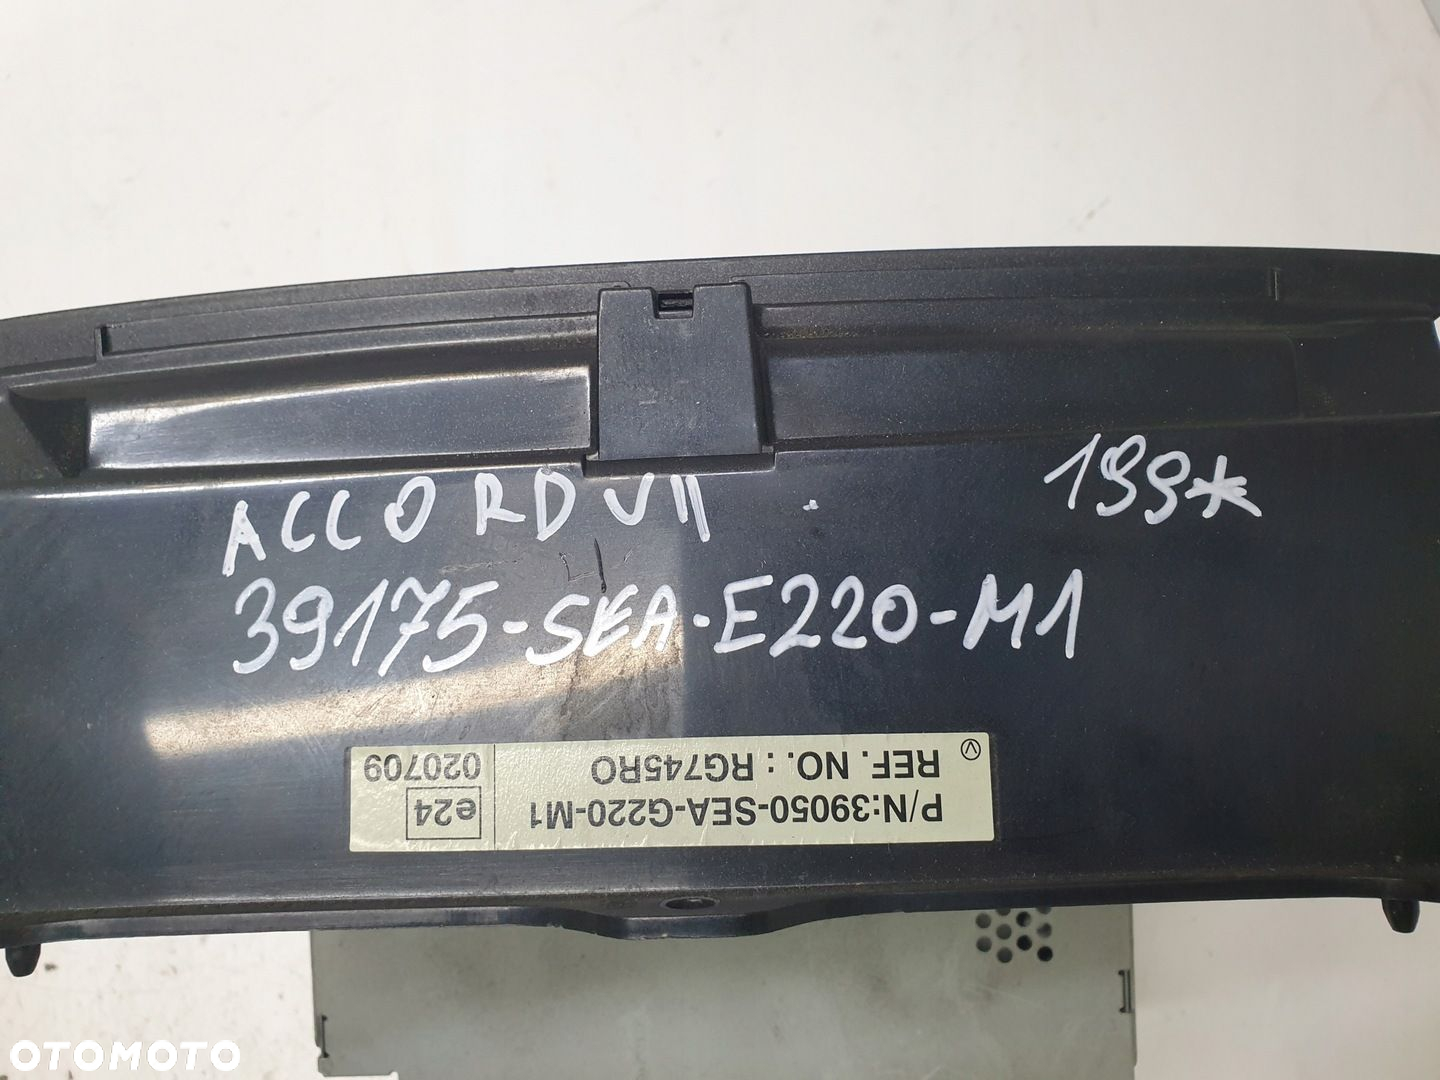 ACCORD VII
199*
39175-SEA-E220-M1
P/N:39050-SEA-G220-M1
e24
REF. NO. : RG745RO
020709
V
OTOMOTO